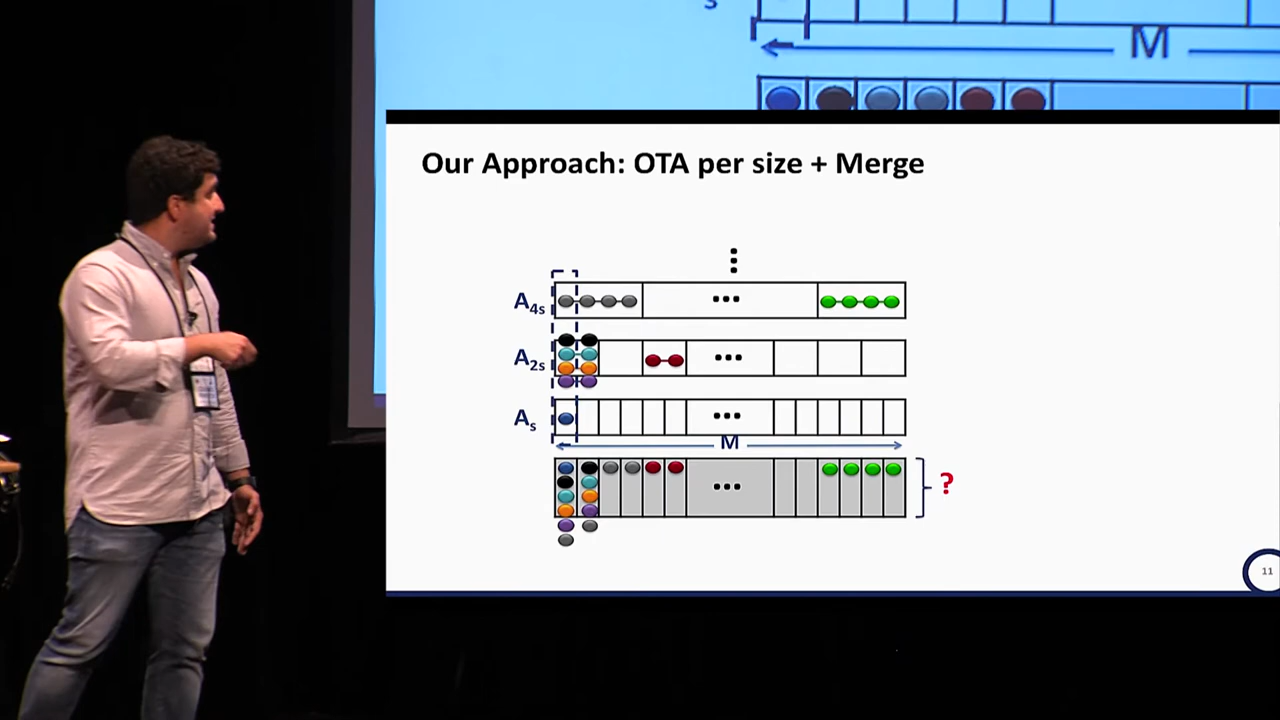 s
M
Our Approach: OTA per size + Merge
A4s
...
A2s
...
As
...
M
...
?
11